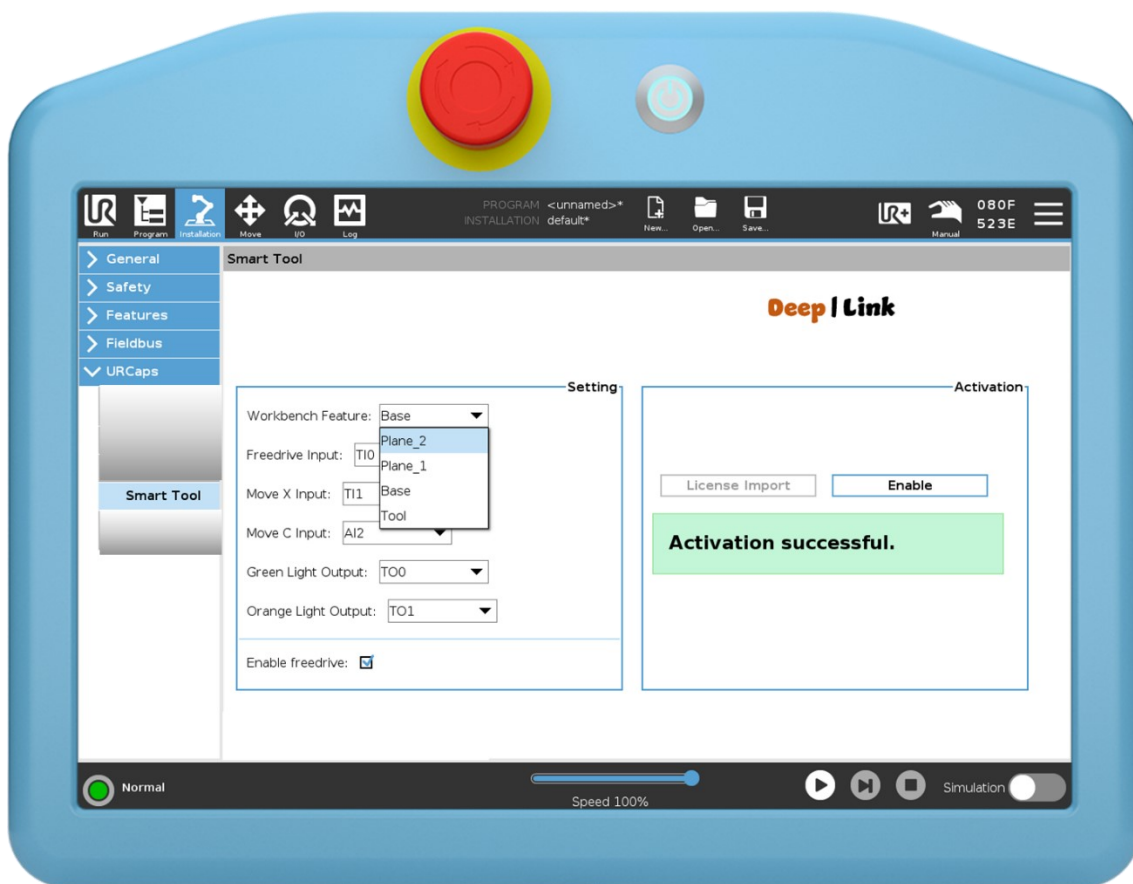 UR
PROGRAM <unnamed>*
INSTALLATION default*
UR+
080F
523E
Run
Program
Installation
Move
I/O
Log
New...
Open...
Save...
Manual
General
Safety
Features
Fieldbus
URCaps
Smart Tool
Smart Tool
Deep | Link
Setting
Workbench Feature: Base
Plane_2
Plane_1
Base
Tool
Freedrive Input: TI0
Move X Input: TI1
Move C Input: AI2
Green Light Output: TO0
Orange Light Output: TO1
Enable freedrive:
Activation
License Import
Enable
Activation successful.
Normal
Speed 100%
Simulation